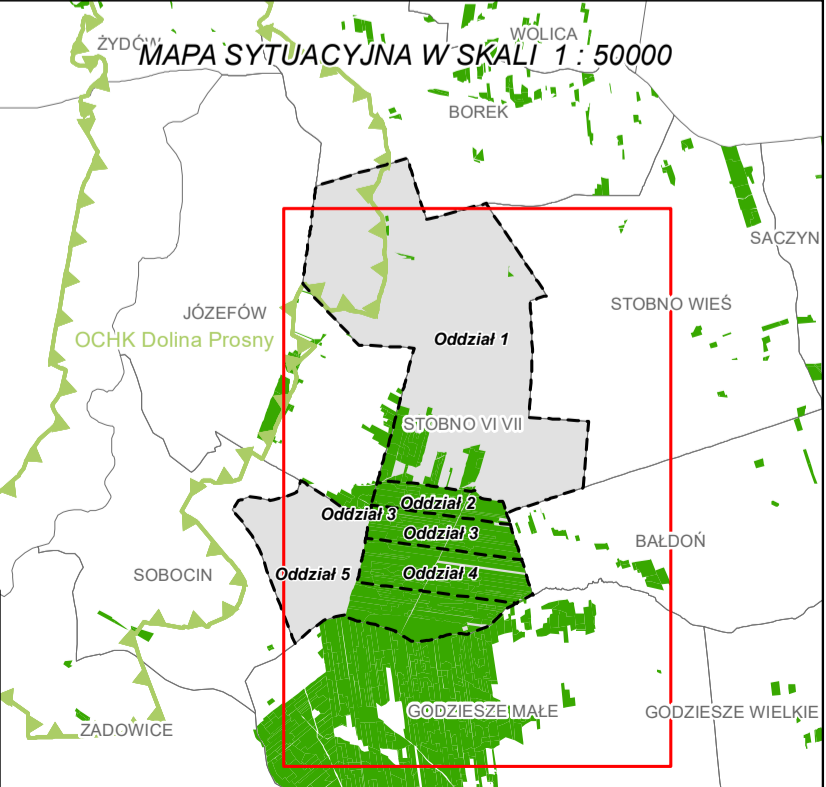 WOLICA
ŻYDÓW
MAPA SYTUACYJNA W SKALI 1 : 50000
BOREK
SACZYN
STOBNO WIEŚ
JÓZEFÓW
OCHK Dolina Prosny
Oddział 1
STOBNO VI VII
Oddział 2
Oddział 3
Oddział 3
BAŁDOŃ
SOBOCIN
Oddział 5
Oddział 4
GODZIESZE MAŁE
GODZIESZE WIELKIE
ZADOWICE